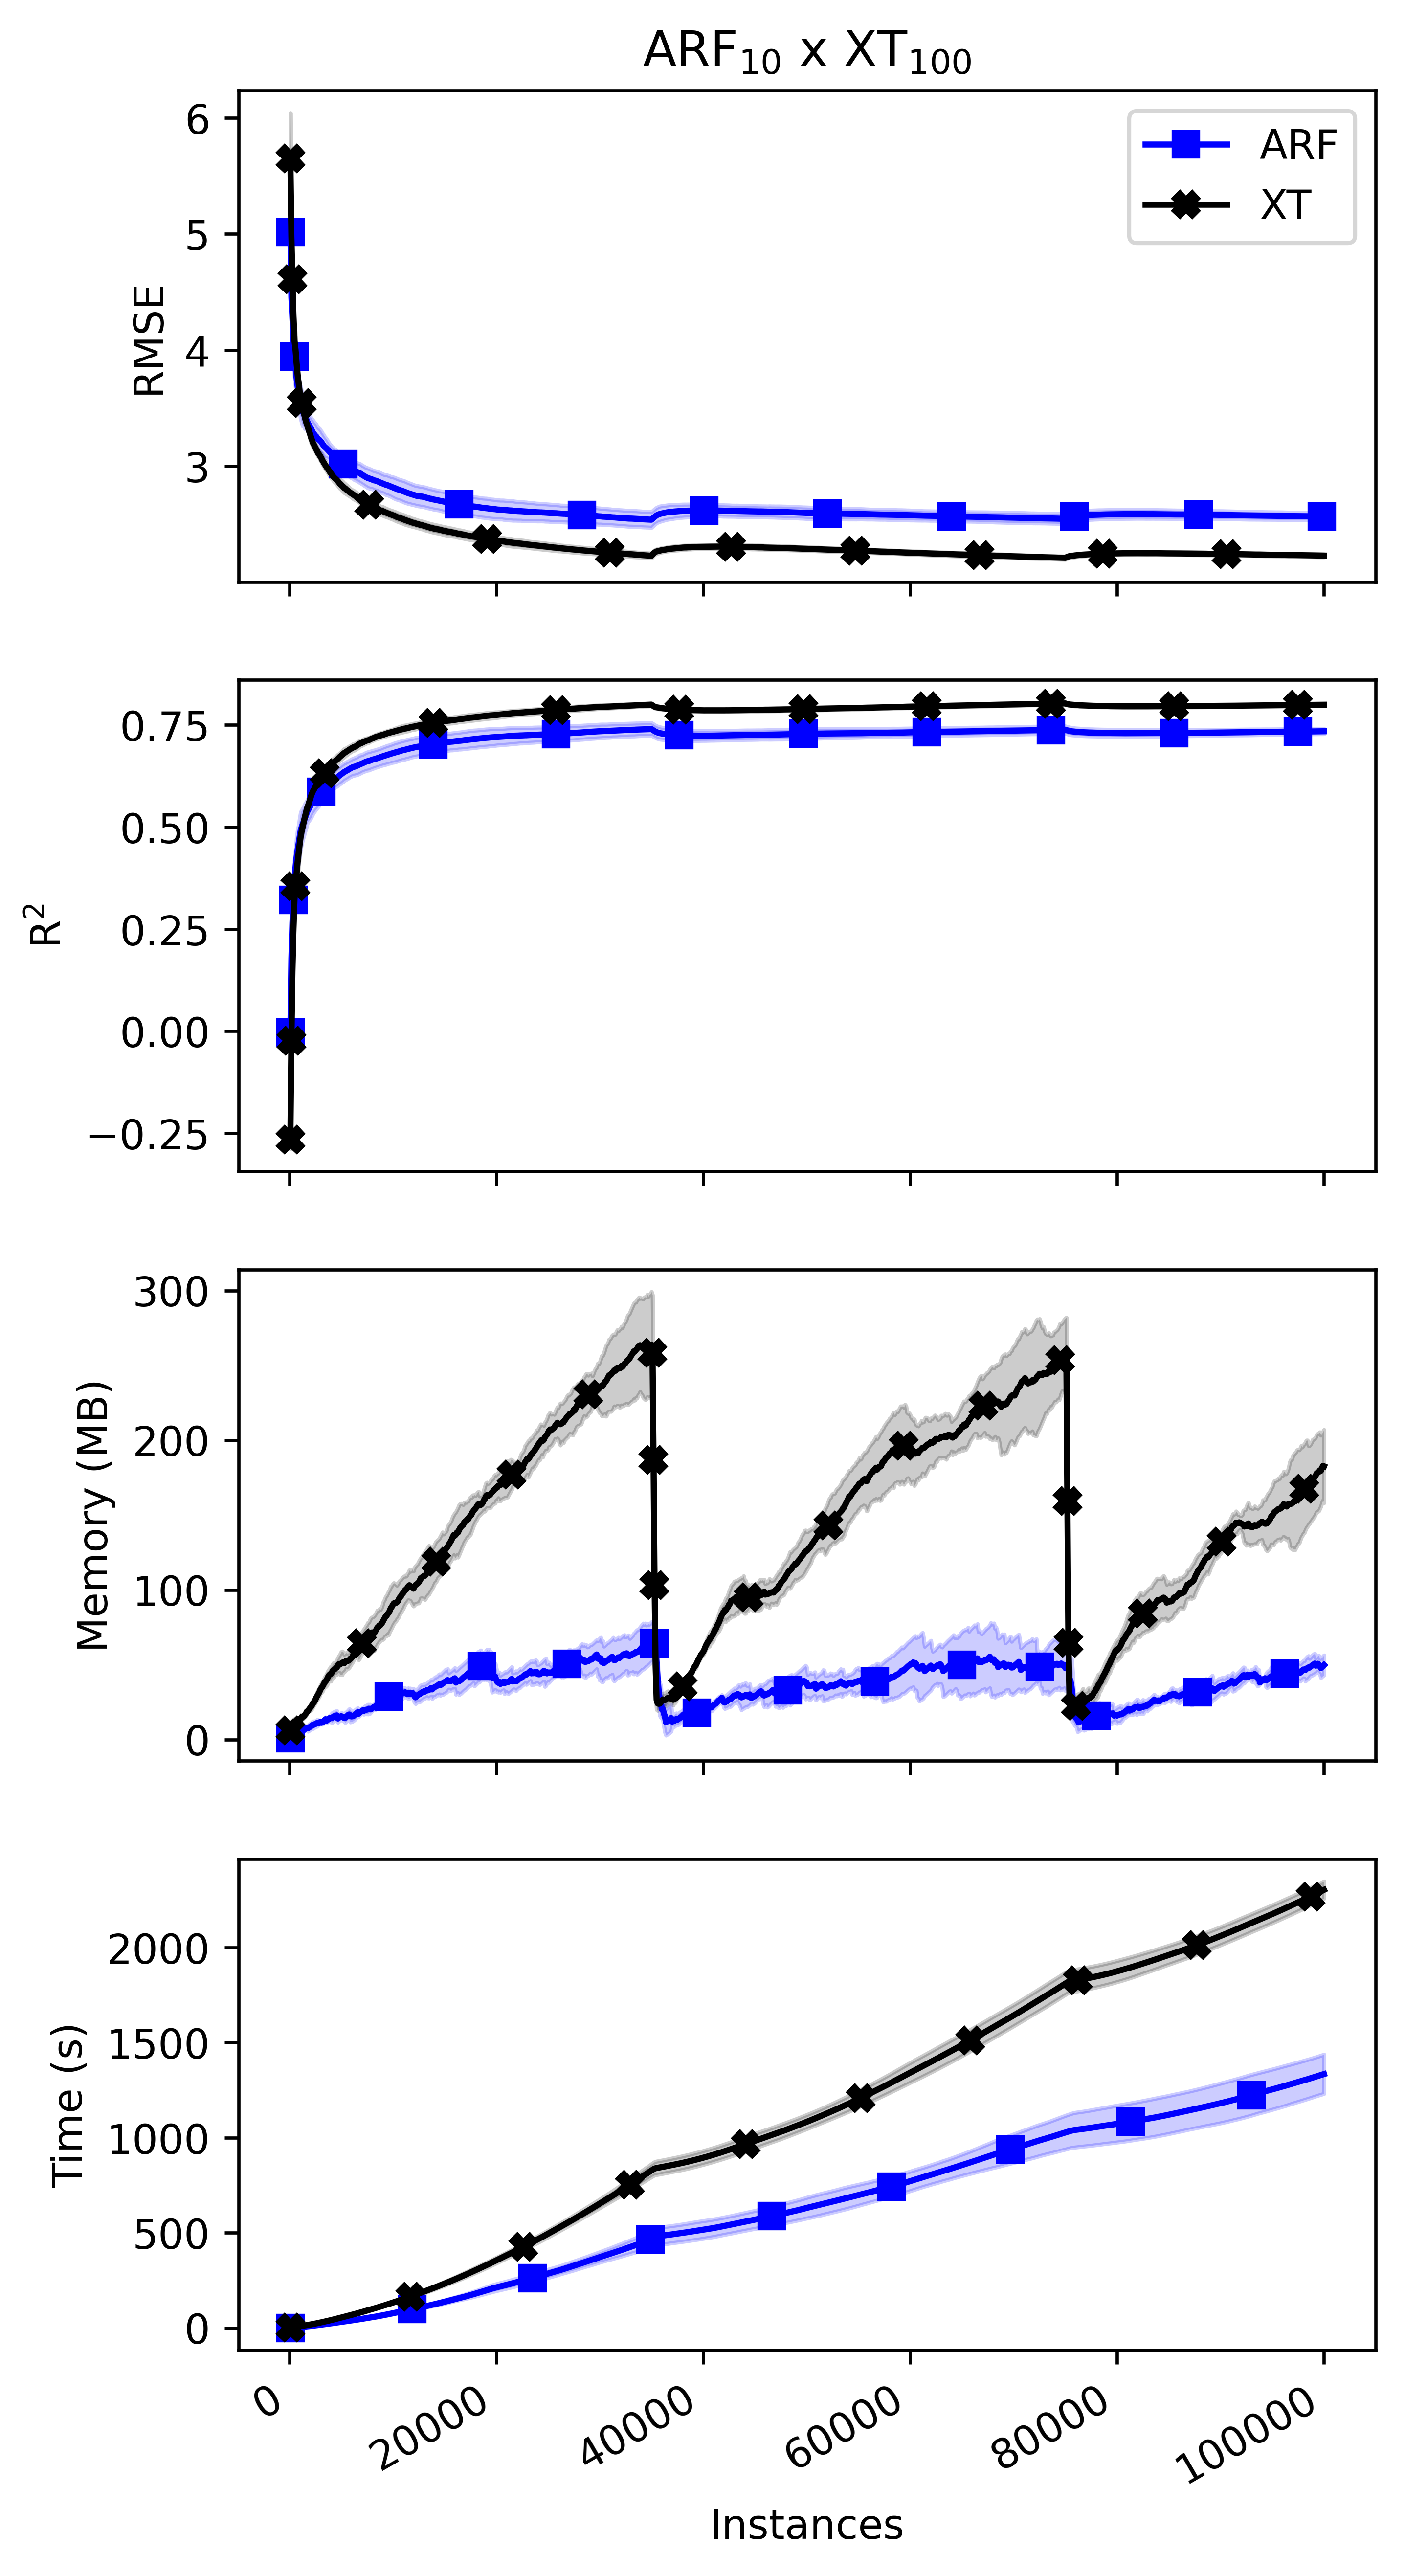 ARF₁₀ x XT₁₀₀
6
5
4
3
RMSE
ARF
XT
0.75
0.50
0.25
0.00
−0.25
R²
300
200
100
0
Memory (MB)
2000
1500
1000
500
0
Time (s)
0 20000 40000 60000 80000 100000
Instances